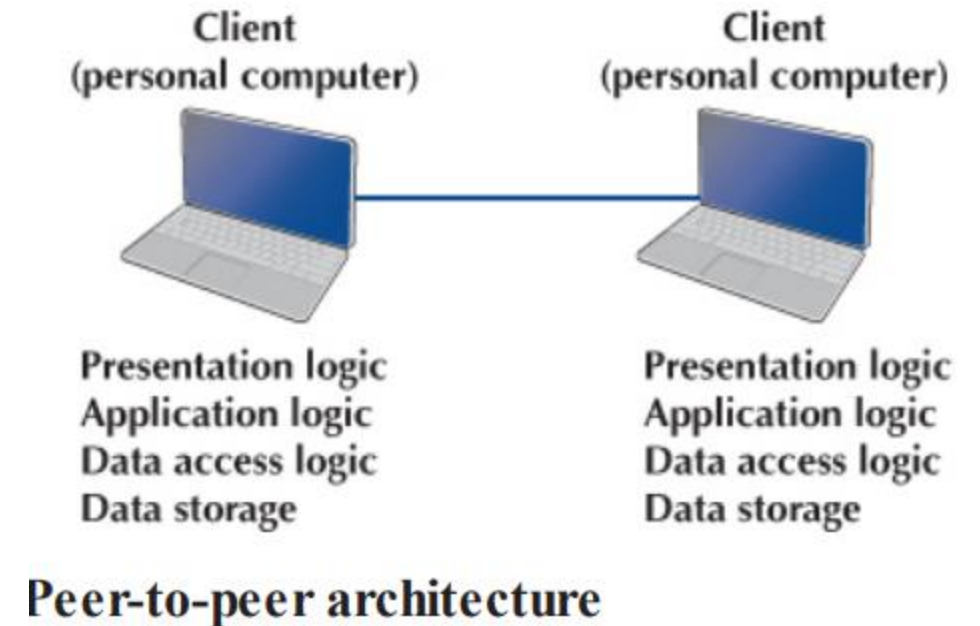 Client
(personal computer)
Client
(personal computer)
Presentation logic
Application logic
Data access logic
Data storage
Presentation logic
Application logic
Data access logic
Data storage
Peer-to-peer architecture